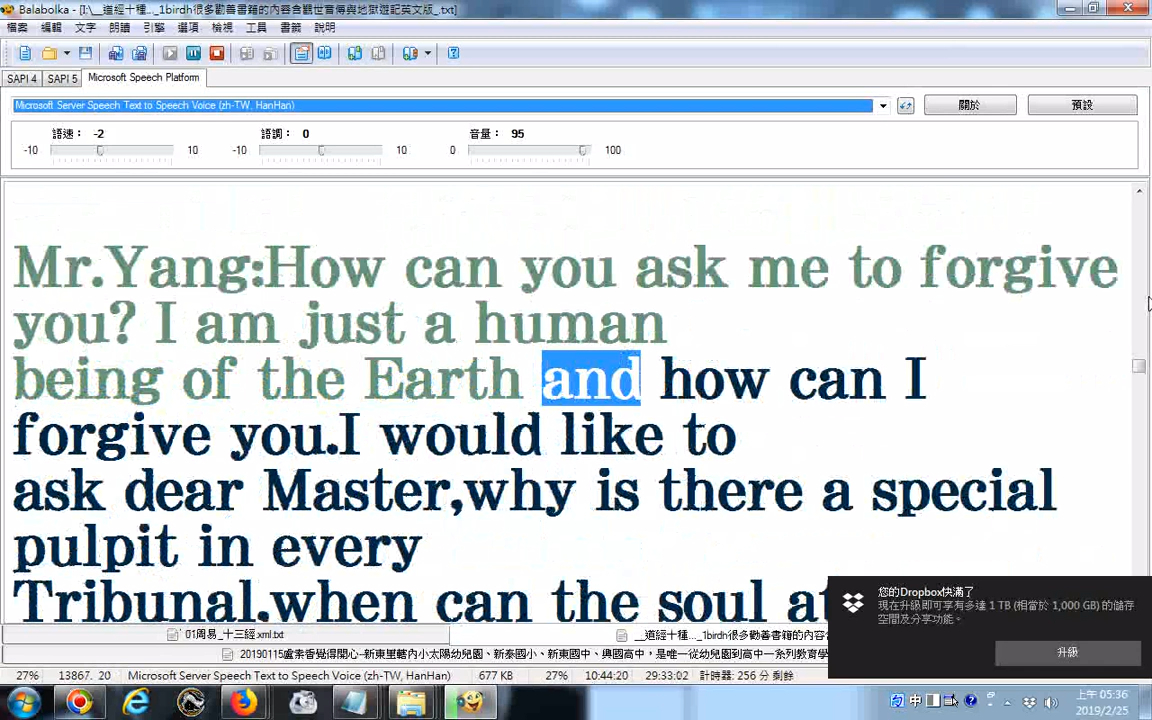 Balabolka - [I:\__道經十種..._1birdh很多勸善書籍的內容含觀世音傳與地獄遊記英文版_.txt]
檔案 編輯 文字 朗讀 引擎 選項 檢視 工具 書籤 說明
SAPI 4 SAPI 5 Microsoft Speech Platform
Microsoft Server Speech Text to Speech Voice (zh-TW, HanHan) 關於 預設
語速： -2 語調： 0 音量： 95
-10 10 -10 10 0 100
Mr.Yang:How can you ask me to forgive
you? I am just a human
being of the Earth and how can I
forgive you.I would like to
ask dear Master,why is there a special
pulpit in every
Tribunal,when can the soul at
您的Dropbox快滿了
現在升級即可享有多達 1 TB (相當於 1,000 GB) 的儲存
空間及分享功能。
升級
01周易_十三經.xml.txt __道經十種..._1birdh很多勸善書籍的內容含
20190115盧素香覺得開心~新東里轄內小太陽幼兒園、新泰國小、新東國中、興國高中，是唯一從幼兒園到高中一系列教育學
27% 13867. 20 Microsoft Server Speech Text to Speech Voice (zh-TW, HanHan) 677 KB 27% 10:44:20 29:33:02 計時器: 256 分 剩餘
中
上午 05:36
2019/2/25